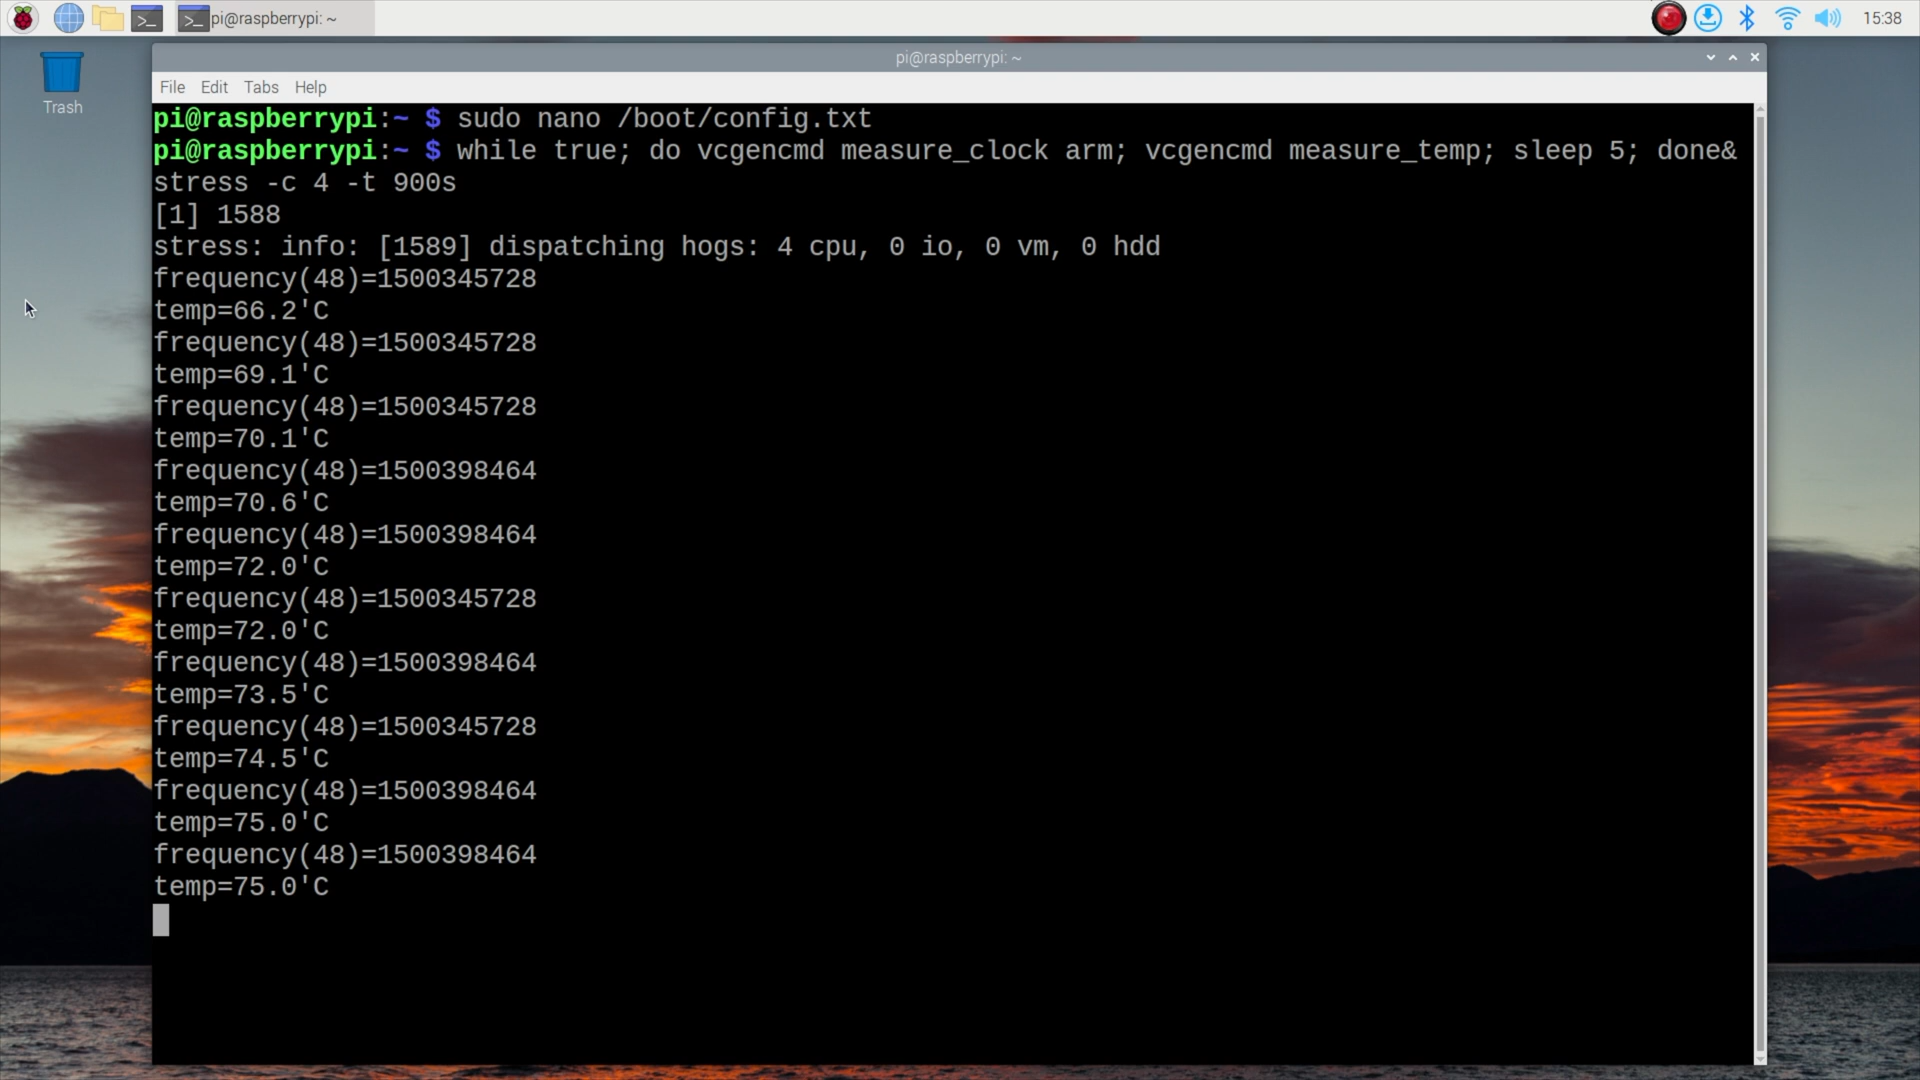 pi@raspberrypi: ~
15:38
Trash
pi@raspberrypi: ~
File Edit Tabs Help
pi@raspberrypi:~ $ sudo nano /boot/config.txt
pi@raspberrypi:~ $ while true; do vcgencmd measure_clock arm; vcgencmd measure_temp; sleep 5; done&
stress -c 4 -t 900s
[1] 1588
stress: info: [1589] dispatching hogs: 4 cpu, 0 io, 0 vm, 0 hdd
frequency(48)=1500345728
temp=66.2'C
frequency(48)=1500345728
temp=69.1'C
frequency(48)=1500345728
temp=70.1'C
frequency(48)=1500398464
temp=70.6'C
frequency(48)=1500398464
temp=72.0'C
frequency(48)=1500345728
temp=72.0'C
frequency(48)=1500398464
temp=73.5'C
frequency(48)=1500345728
temp=74.5'C
frequency(48)=1500398464
temp=75.0'C
frequency(48)=1500398464
temp=75.0'C